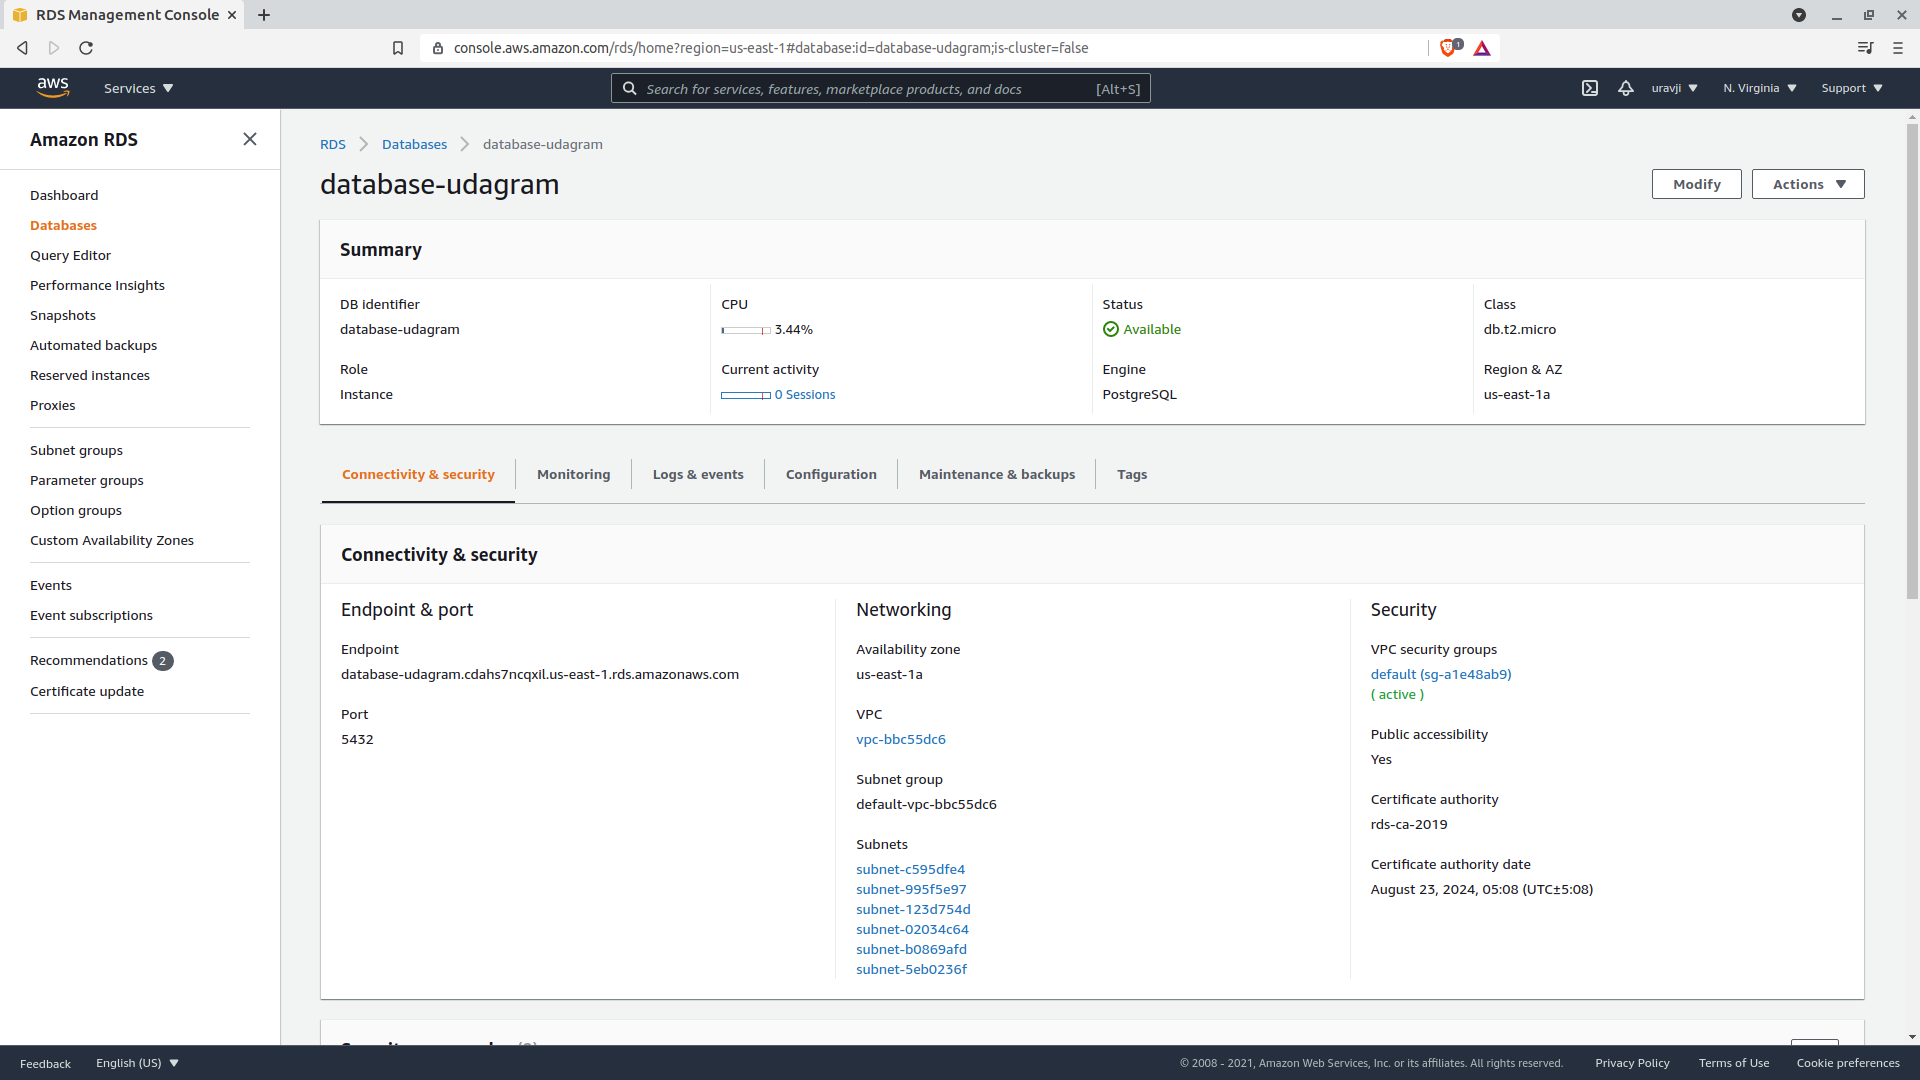 RDS Management Console
console.aws.amazon.com/rds/home?region=us-east-1#database:id=database-udagram;is-cluster=false
1
aws
Services
Search for services, features, marketplace products, and docs
[Alt+S]
uravji
N. Virginia
Support
Amazon RDS
Dashboard
Databases
Query Editor
Performance Insights
Snapshots
Automated backups
Reserved instances
Proxies
Subnet groups
Parameter groups
Option groups
Custom Availability Zones
Events
Event subscriptions
Recommendations 2
Certificate update
RDS
Databases
database-udagram
database-udagram
Modify
Actions
Summary
DB identifier
database-udagram
CPU
3.44%
Status
Available
Class
db.t2.micro
Role
Instance
Current activity
0 Sessions
Engine
PostgreSQL
Region & AZ
us-east-1a
Connectivity & security
Monitoring
Logs & events
Configuration
Maintenance & backups
Tags
Connectivity & security
Endpoint & port
Endpoint
database-udagram.cdahs7ncqxil.us-east-1.rds.amazonaws.com
Port
5432
Networking
Availability zone
us-east-1a
VPC
vpc-bbc55dc6
Subnet group
default-vpc-bbc55dc6
Subnets
subnet-c595dfe4
subnet-995f5e97
subnet-123d754d
subnet-02034c64
subnet-b0869afd
subnet-5eb0236f
Security
VPC security groups
default (sg-a1e48ab9)
( active )
Public accessibility
Yes
Certificate authority
rds-ca-2019
Certificate authority date
August 23, 2024, 05:08 (UTC±5:08)
Feedback
English (US)
© 2008 - 2021, Amazon Web Services, Inc. or its affiliates. All rights reserved.
Privacy Policy
Terms of Use
Cookie preferences